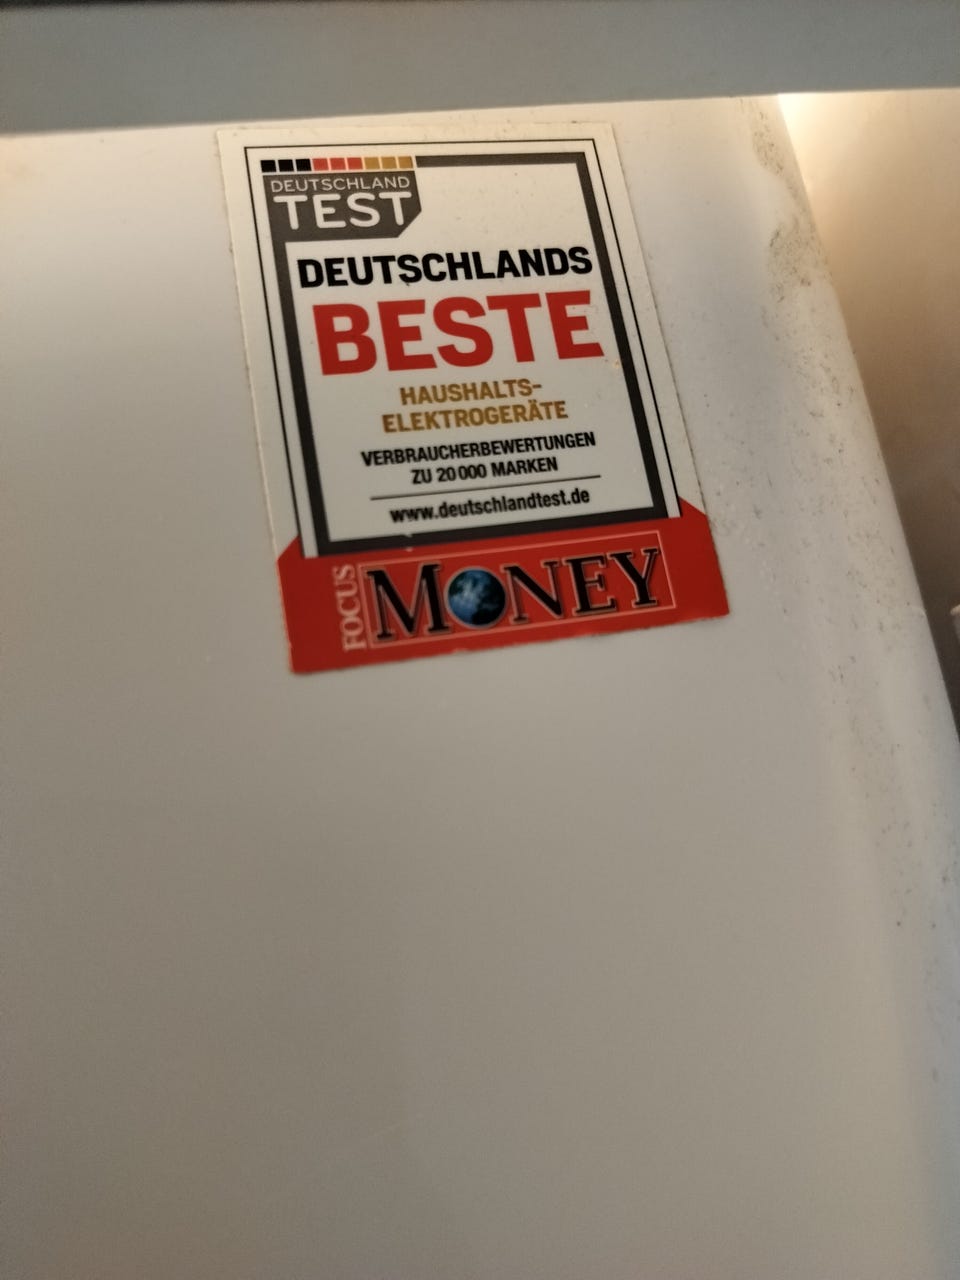 DEUTSCHLAND
TEST
DEUTSCHLANDS
BESTE
HAUSHALTS-
ELEKTROGERÄTE
VERBRAUCHERBEWERTUNGEN
ZU 20 000 MARKEN
www.deutschlandtest.de
FOCUS
MONEY